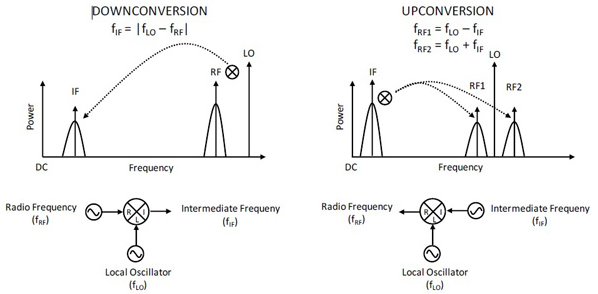 DOWNCONVERSION
fIF = |fLO – fRF|
LO
RF
IF
Power
DC
Frequency
Radio Frequency
(fRF)
R
I
L
Intermediate Frequeny
(fIF)
Local Oscillator
(fLO)
UPCONVERSION
fRF1 = fLO – fIF
fRF2 = fLO + fIF
LO
IF
RF1
RF2
Power
DC
Frequency
Radio Frequency
(fRF)
R
I
L
Intermediate Frequeny
(fIF)
Local Oscillator
(fLO)